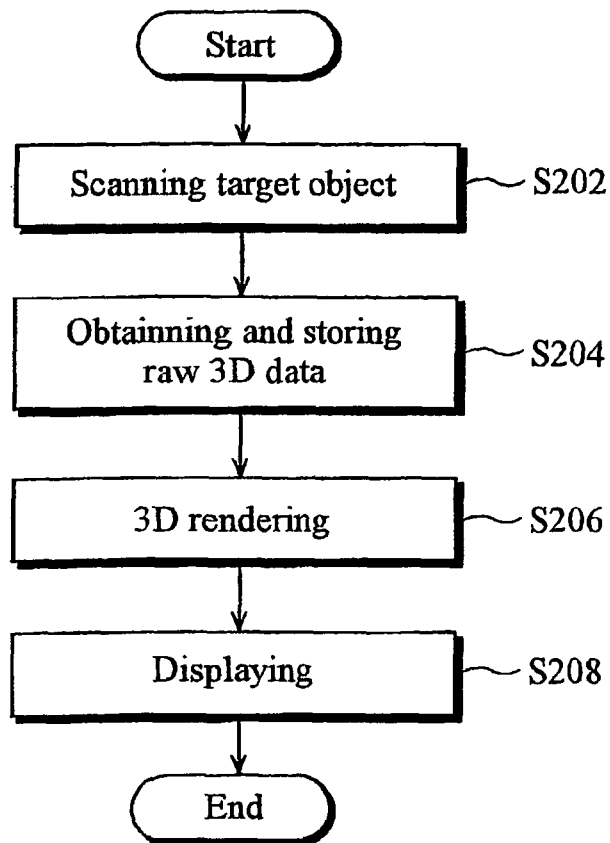 Start
Scanning target object
S202
Obtainning and storing
raw 3D data
S204
3D rendering
S206
Displaying
S208
End